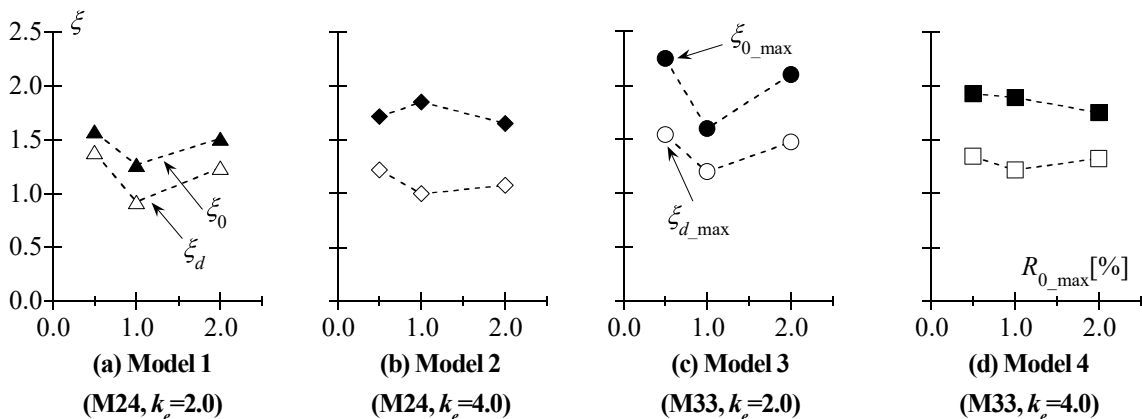 ξ
2.5
2.0
1.5
1.0
0.5
0.0
ξ0
ξd
ξ0_max
ξd_max
R0_max[%]
0.0 1.0 2.0 0.0 1.0 2.0 0.0 1.0 2.0 0.0 1.0 2.0
(a) Model 1 (b) Model 2 (c) Model 3 (d) Model 4
(M24, ke=2.0) (M24, ke=4.0) (M33, ke=2.0) (M33, ke=4.0)